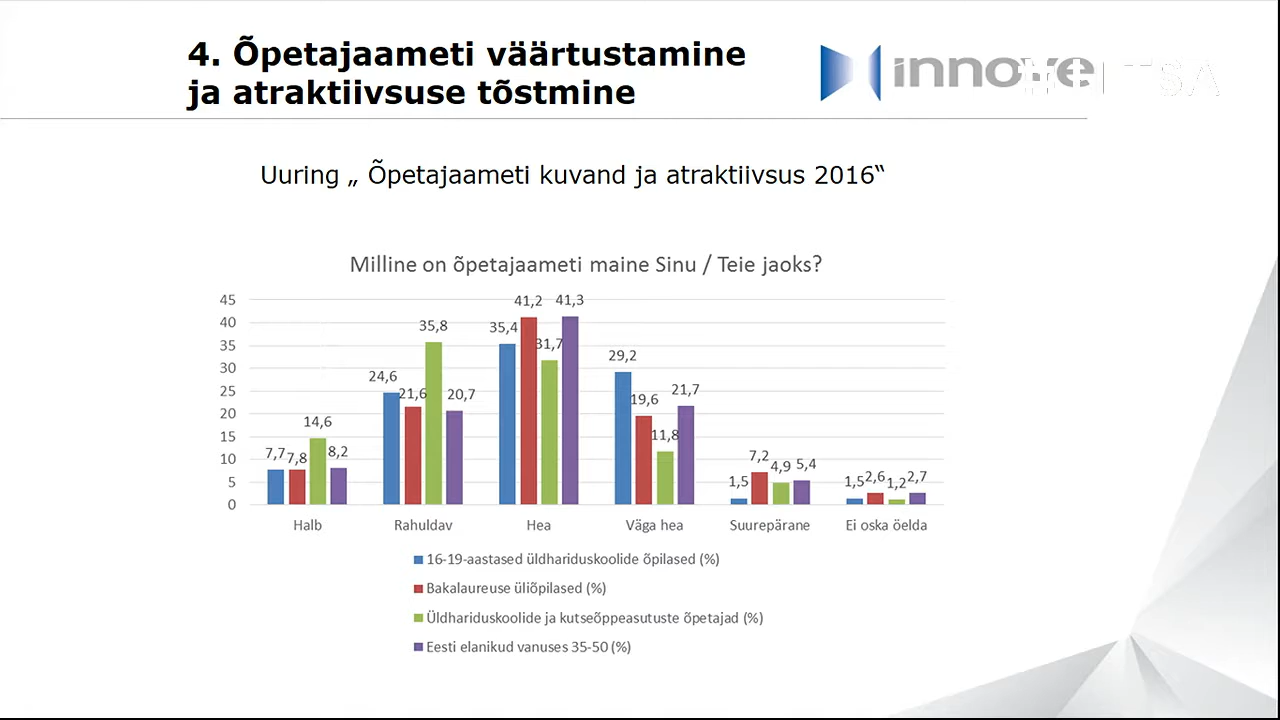 4. Õpetajaameti väärtustamine
ja atraktiivsuse tõstmine
innove
Uuring „ Õpetajaameti kuvand ja atraktiivsus 2016“
Milline on õpetajaameti maine Sinu / Teie jaoks?
45
40
35
30
25
20
15
10
5
0
7,7 7,8 14,6 8,2
24,6 21,6 35,8 20,7
35,4 41,2 31,7 41,3
29,2 19,6 11,8 21,7
1,5 7,2 4,9 5,4
1,5 2,6 1,2 2,7
Halb Rahuldav Hea Väga hea Suurepärane Ei oska öelda
16-19-aastased üldhariduskoolide õpilased (%)
Bakalaureuse üliõpilased (%)
Üldhariduskoolide ja kutseõppeasutuste õpetajad (%)
Eesti elanikud vanuses 35-50 (%)